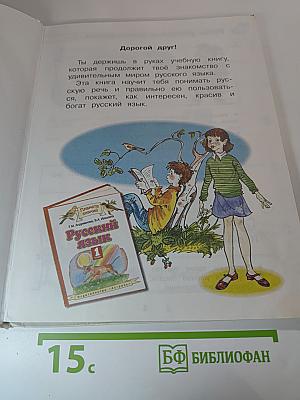 Дорогой друг!
Ты держишь в руках учебную книгу,
которая продолжит твоё знакомство с
удивительным миром русского языка.
Эта книга научит тебя понимать рус-
скую речь и правильно ею пользовать-
ся, покажет, как интересен, красив и
богат русский язык.
Русский
язык
1
15с
БФ БИБЛИОФАН